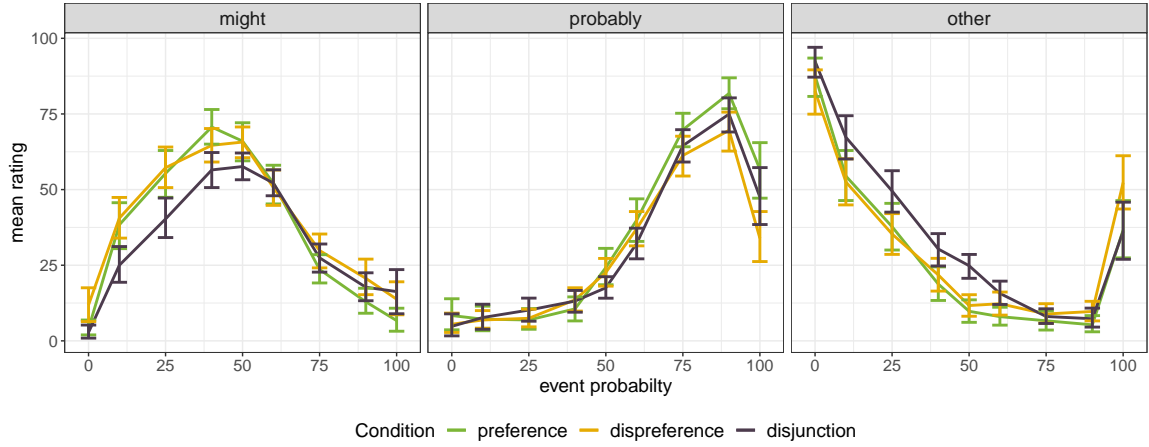 might probably other
100
75
50
25
0
mean rating
0 25 50 75 100 0 25 50 75 100 0 25 50 75 100
event probabilty
Condition preference dispreference disjunction